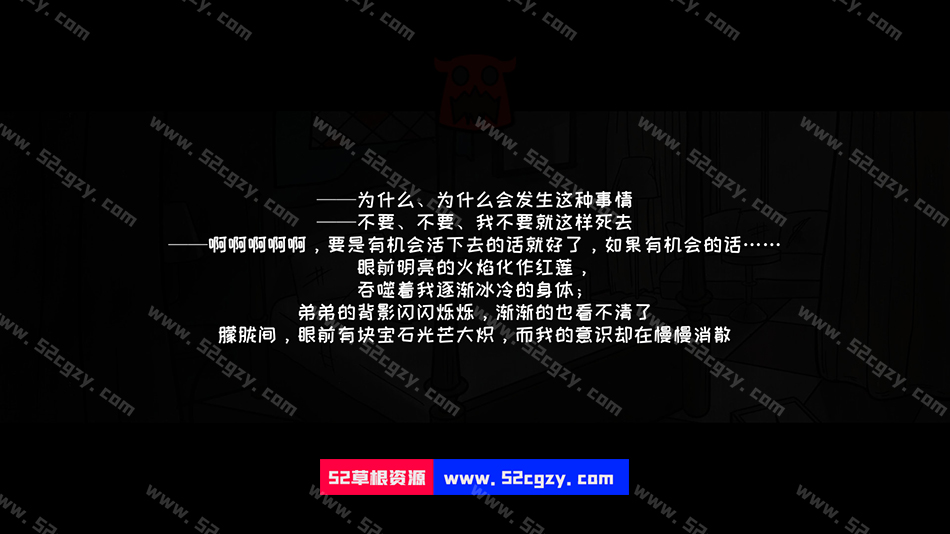 ——为什么、为什么会发生这种事情
——不要、不要、我不要就这样死去
——啊啊啊啊啊，要是有机会活下去的话就好了，如果有机会的话……
眼前明亮的火焰化作红莲，
吞噬着我逐渐冰冷的身体；
弟弟的背影闪闪烁烁，渐渐的也看不清了
朦胧间，眼前有块宝石光芒大炽，而我的意识却在慢慢消散
52草根资源 www.52cgzy.com